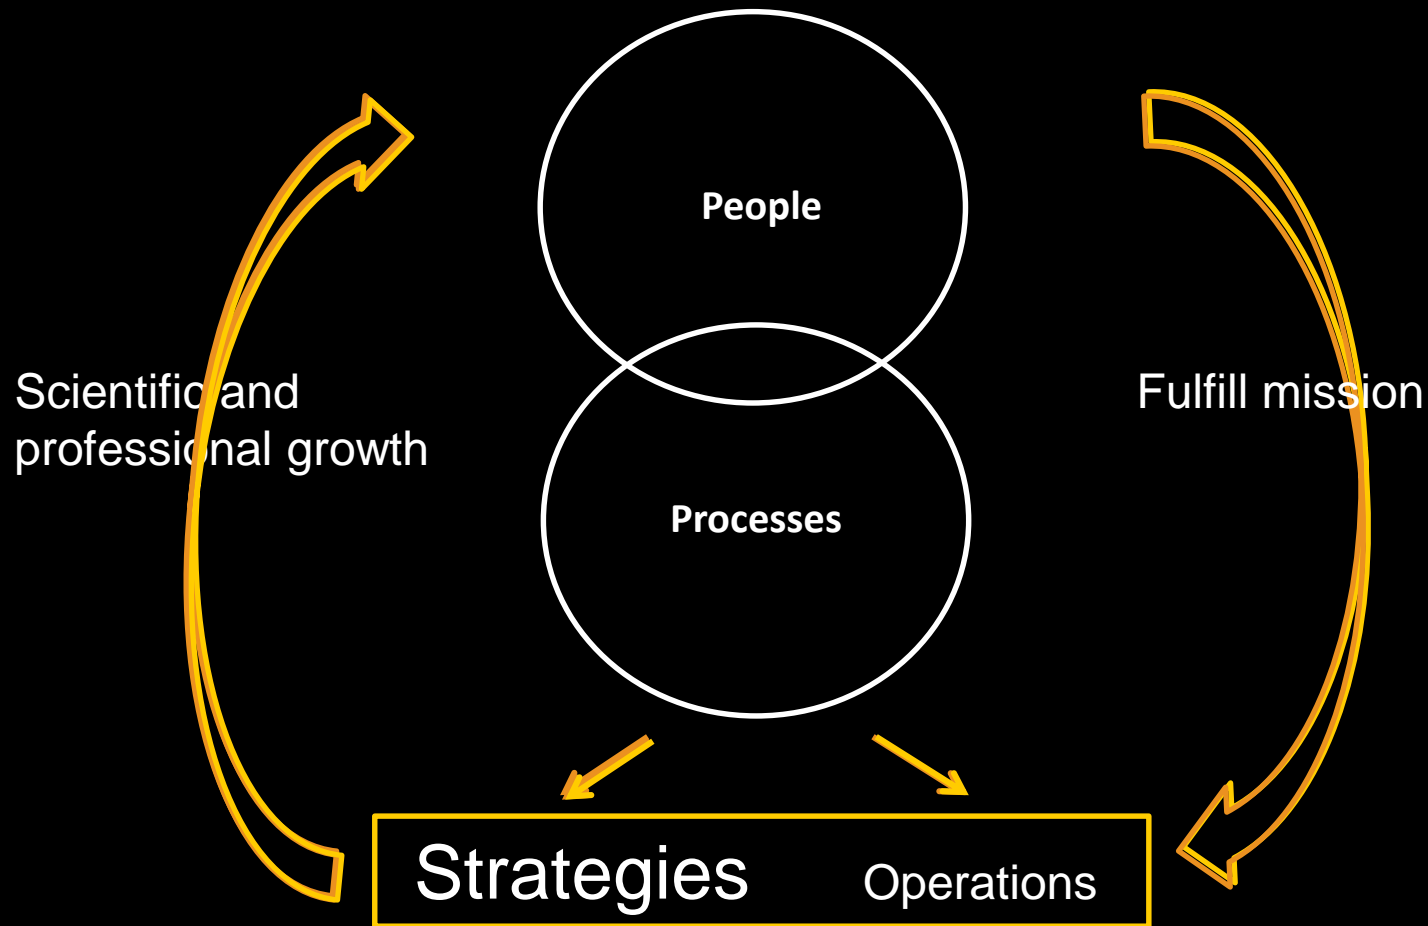 People
Scientific and
professional growth
Fulfill mission
Processes
Strategies
Operations